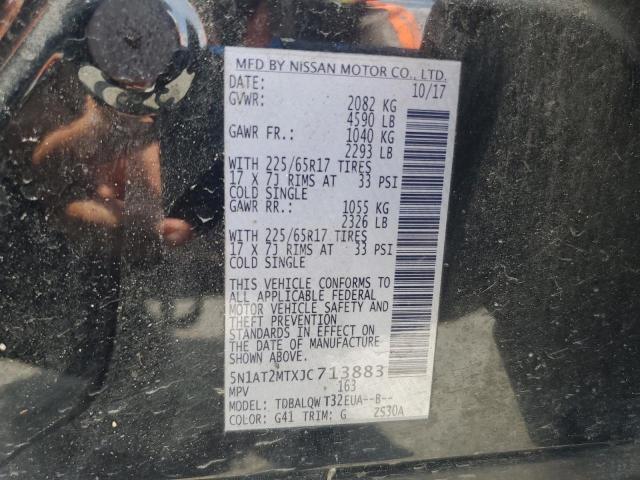 MFD BY NISSAN MOTOR CO., LTD.
DATE: 10/17
GVWR: 2082 KG
4590 LB
GAWR FR.: 1040 KG
2293 LB
WITH 225/65R17 TIRES
17 X 7J RIMS AT 33 PSI
COLD SINGLE
GAWR RR.: 1055 KG
2326 LB
WITH 225/65R17 TIRES
17 X 7J RIMS AT 33 PSI
COLD SINGLE
THIS VEHICLE CONFORMS TO
ALL APPLICABLE FEDERAL
MOTOR VEHICLE SAFETY AND
THEFT PREVENTION
STANDARDS IN EFFECT ON
THE DATE OF MANUFACTURE
SHOWN ABOVE.
5N1AT2MTXJC713883
MPV 163
MODEL: TDBALQW T32EUA--B--
COLOR: G41 TRIM: G ZS30A